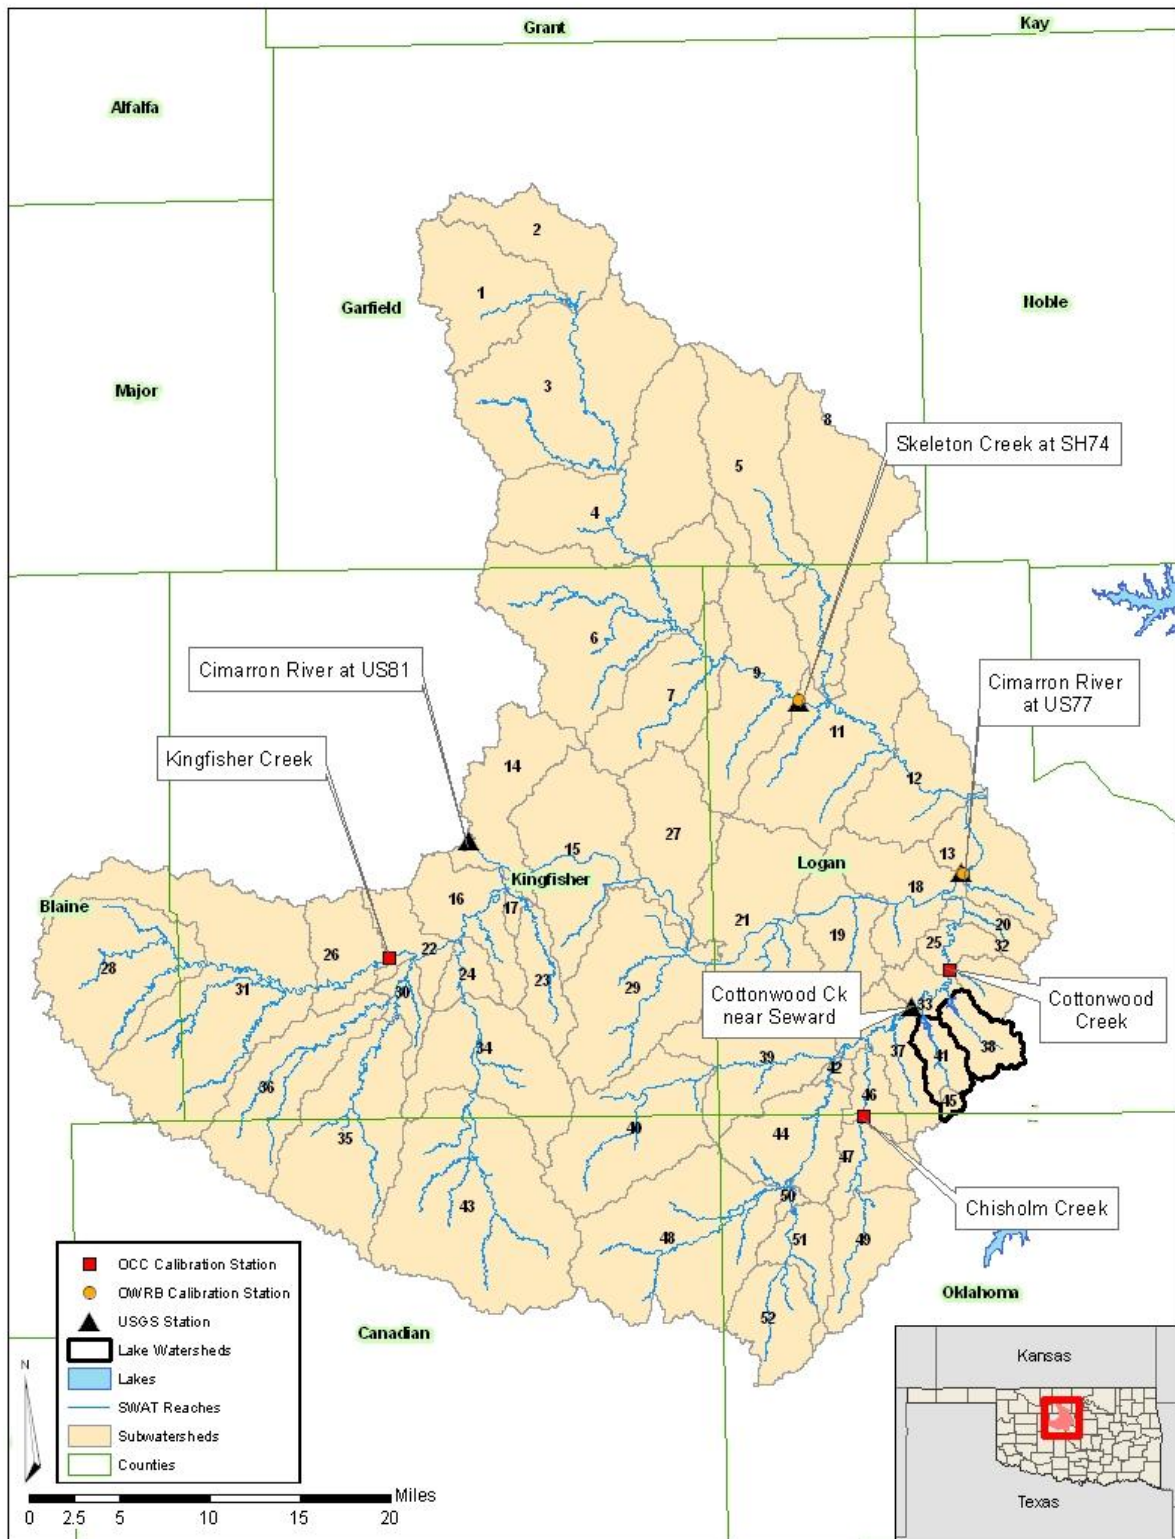 Grant
Kay
Alfalfa
2
1
Garfield
Noble
3
Major
8
Skeleton Creek at SH74
5
4
6
Cimarron River at US81
9
Cimarron River
at US77
7
11
Kingfisher Creek
14
12
27
15
13
Logan
Kingfisher
18
16
Blaine
17
21
20
19
25
32
22
26
28
24
23
31
30
29
Cottonwood Ck
near Seward
Cottonwood
Creek
33
34
37
38
39
41
42
36
46
45
40
35
44
47
43
50
Chisholm Creek
48
51
49
OCC Calibration Station
OWRB Calibration Station
USGS Station
Lake Watersheds
Lakes
SWAT Reaches
Subwatersheds
Counties
N
Oklahoma
52
Canadian
Kansas
Texas
Miles
0 2.5 5 10 15 20